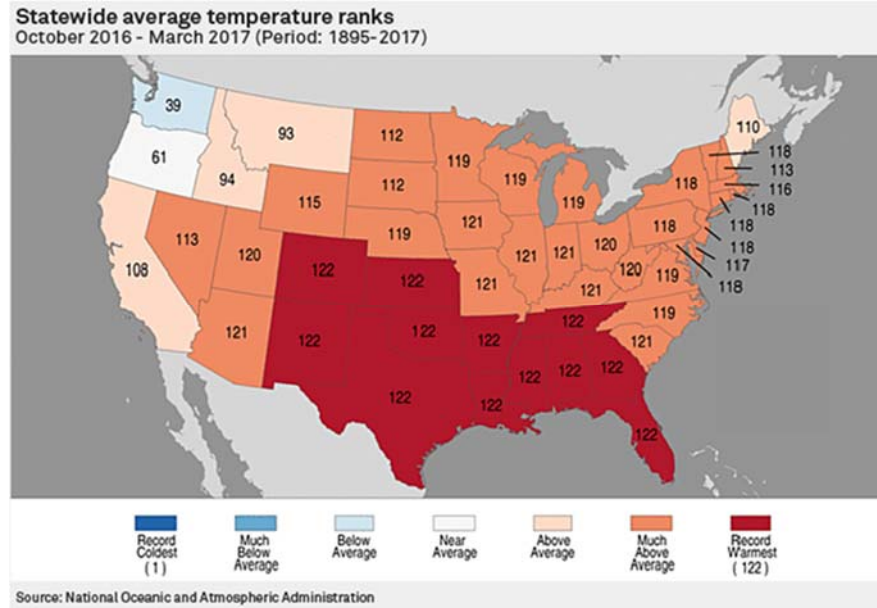 Statewide average temperature ranks
October 2016 - March 2017 (Period: 1895-2017)
39
61
94
93
112
119
110
118
113
116
118
118
118
117
118
112
119
119
118
115
113
120
119
121
121
121
120
118
120
119
108
122
122
121
121
119
121
121
122
122
122
122
122
122
122
122
122
122
122
Record
Coldest
( 1 )
Much
Below
Average
Below
Average
Near
Average
Above
Average
Much
Above
Average
Record
Warmest
( 122 )
Source: National Oceanic and Atmospheric Administration